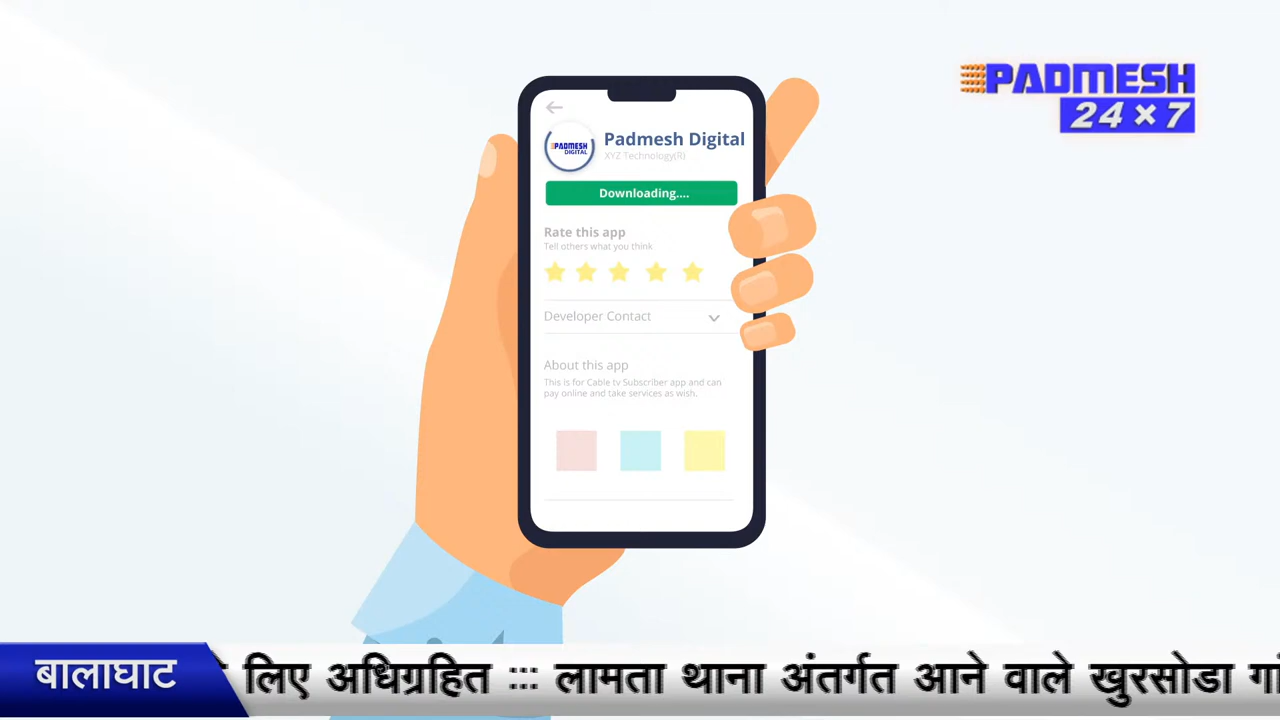 PADMESH
24×7
Padmesh Digital
PADMESH
DIGITAL
XYZ Technology(R)
Downloading....
Rate this app
Tell others what you think
Developer Contact
About this app
This is for Cable tv Subscriber app and can
pay online and take services as wish.
बालाघाट
लिए अधिग्रहित ::: लामता थाना अंतर्गत आने वाले खुरसोडा